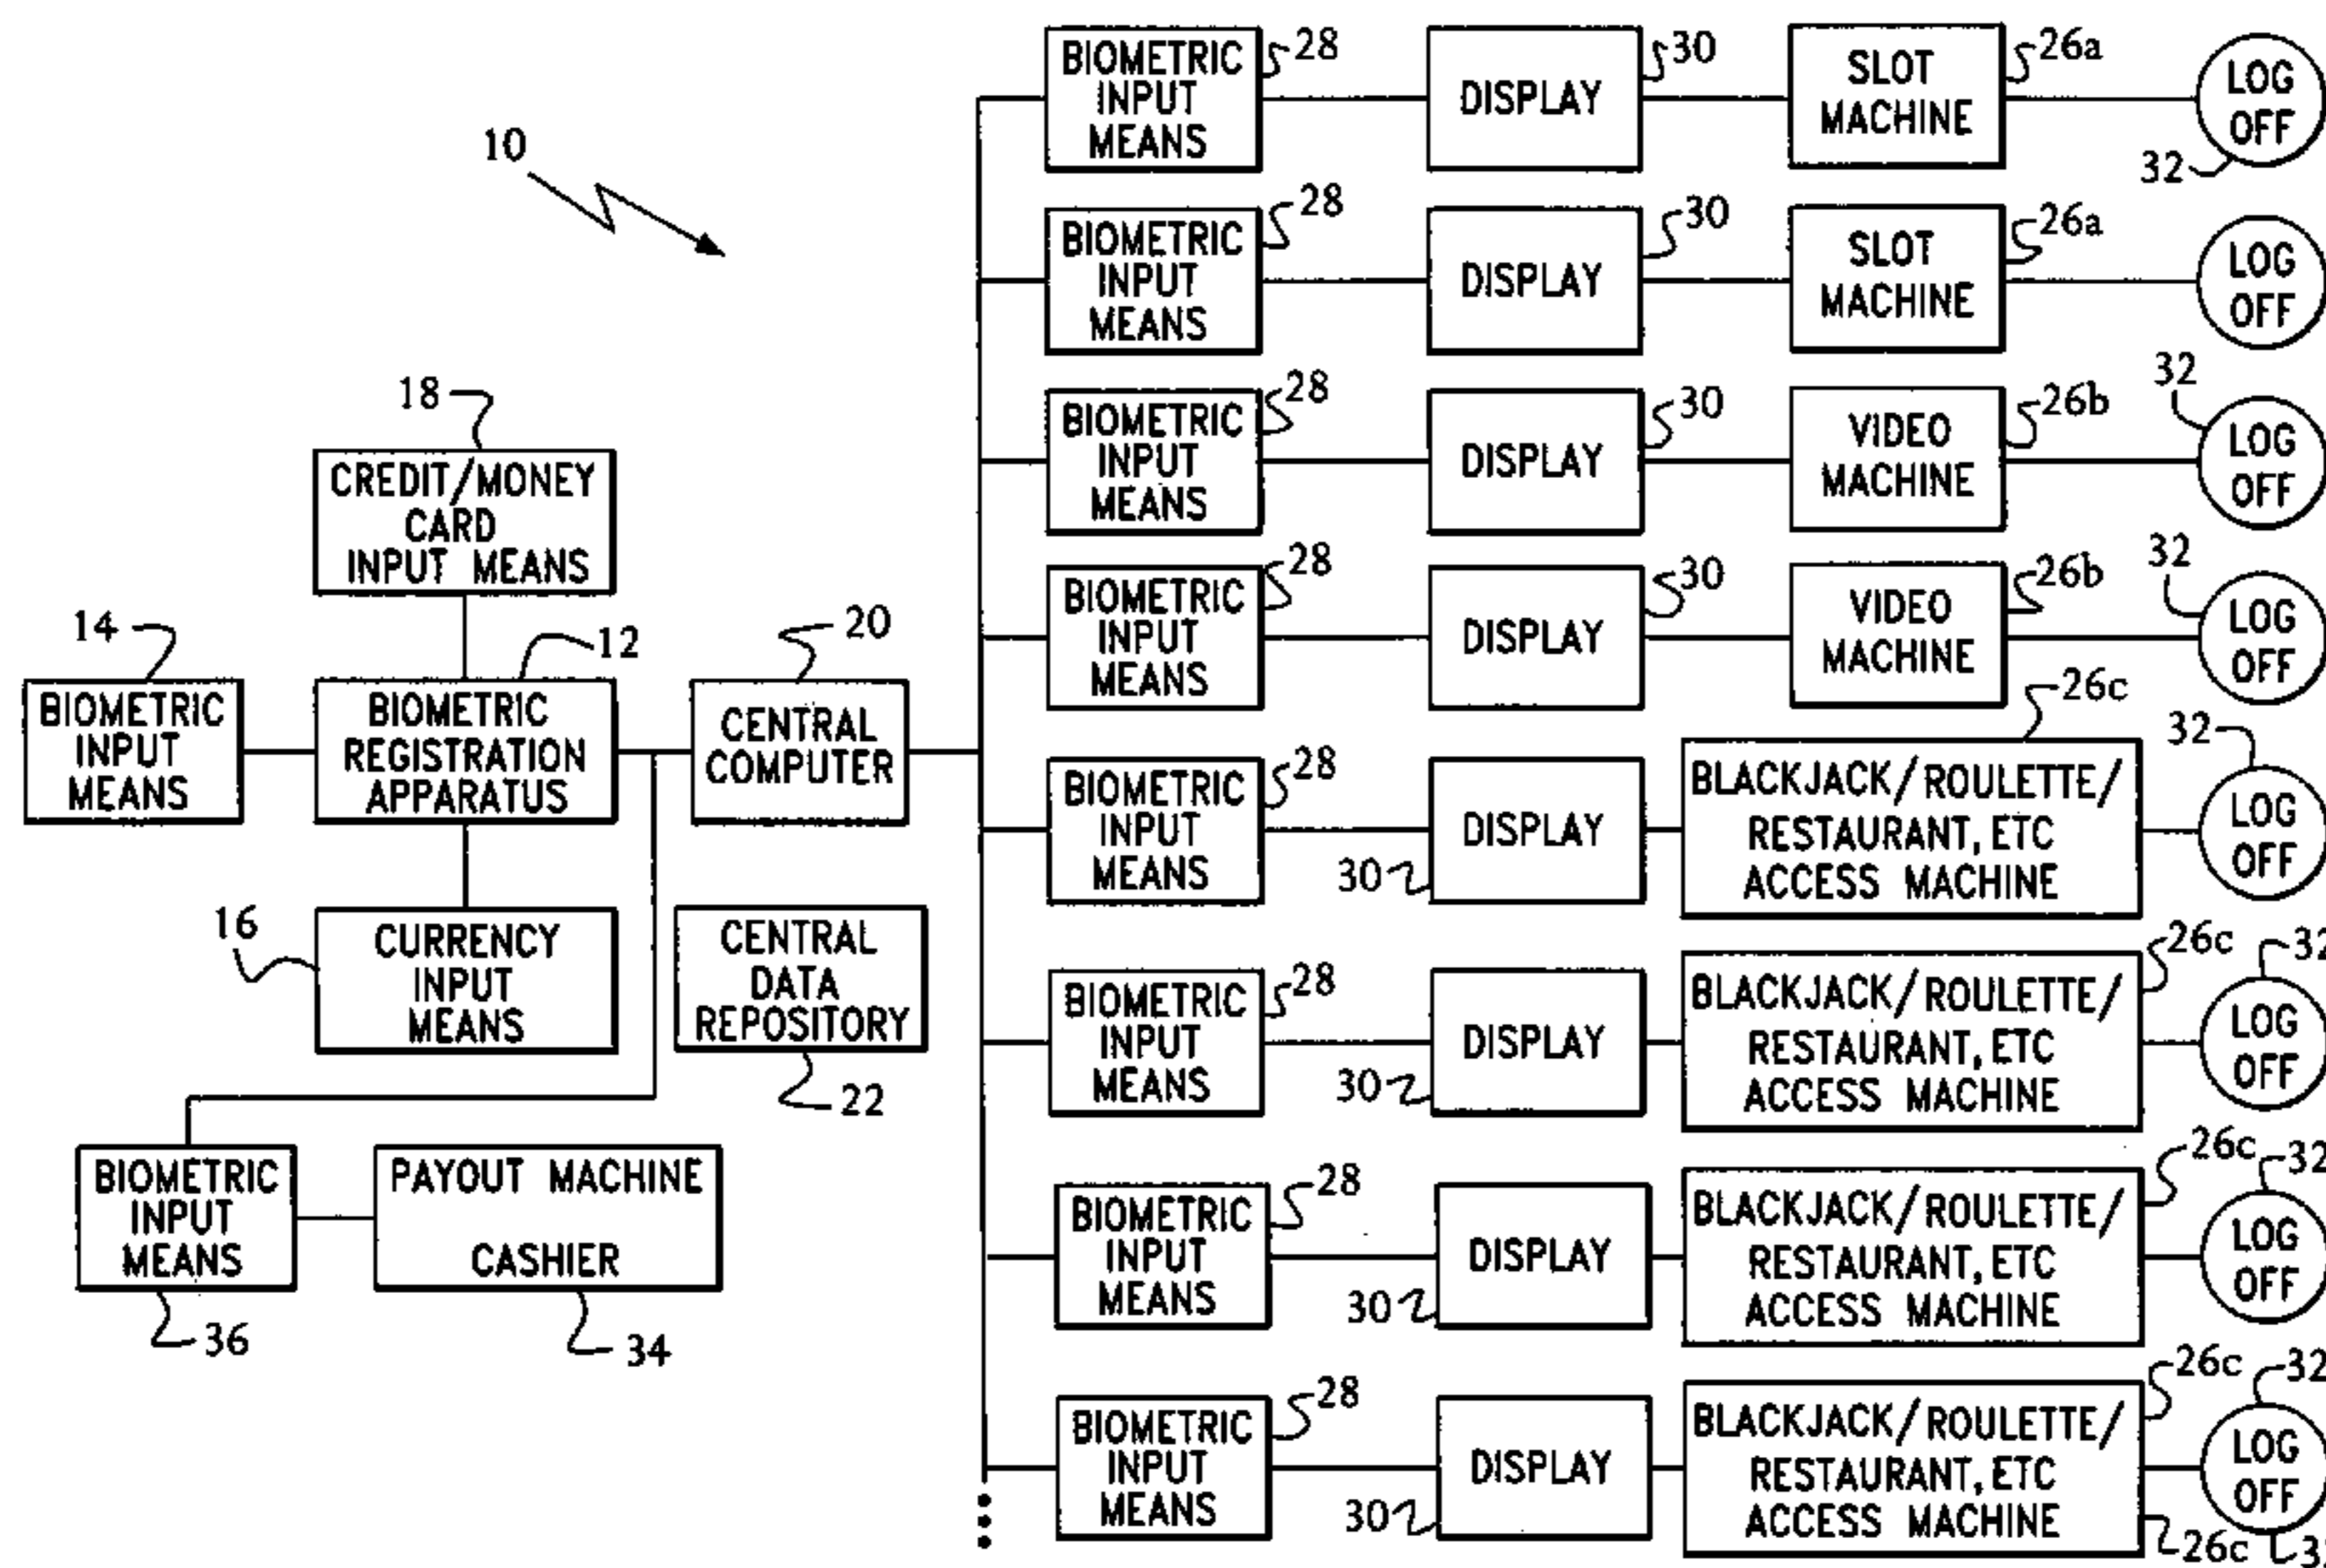 10
18
CREDIT/MONEY
CARD
INPUT MEANS
14
BIOMETRIC
INPUT
MEANS
12
BIOMETRIC
REGISTRATION
APPARATUS
20
CENTRAL
COMPUTER
16
CURRENCY
INPUT
MEANS
CENTRAL
DATA
REPOSITORY
22
BIOMETRIC
INPUT
MEANS
36
PAYOUT MACHINE
CASHIER
34
BIOMETRIC
INPUT
MEANS
28
DISPLAY
30
SLOT
MACHINE
26a
LOG
OFF
32
BIOMETRIC
INPUT
MEANS
28
DISPLAY
30
SLOT
MACHINE
26a
LOG
OFF
BIOMETRIC
INPUT
MEANS
28
DISPLAY
30
VIDEO
MACHINE
26b
32
LOG
OFF
BIOMETRIC
INPUT
MEANS
28
DISPLAY
30
VIDEO
MACHINE
26b
32
LOG
OFF
BIOMETRIC
INPUT
MEANS
28
DISPLAY
30
BLACKJACK/ROULETTE/
RESTAURANT, ETC
ACCESS MACHINE
26c
32
LOG
OFF
BIOMETRIC
INPUT
MEANS
28
DISPLAY
30
BLACKJACK/ROULETTE/
RESTAURANT, ETC
ACCESS MACHINE
26c
32
LOG
OFF
BIOMETRIC
INPUT
MEANS
28
DISPLAY
30
BLACKJACK/ROULETTE/
RESTAURANT, ETC
ACCESS MACHINE
26c
32
LOG
OFF
BIOMETRIC
INPUT
MEANS
28
DISPLAY
30
BLACKJACK/ROULETTE/
RESTAURANT, ETC
ACCESS MACHINE
26c
26c
32
LOG
OFF